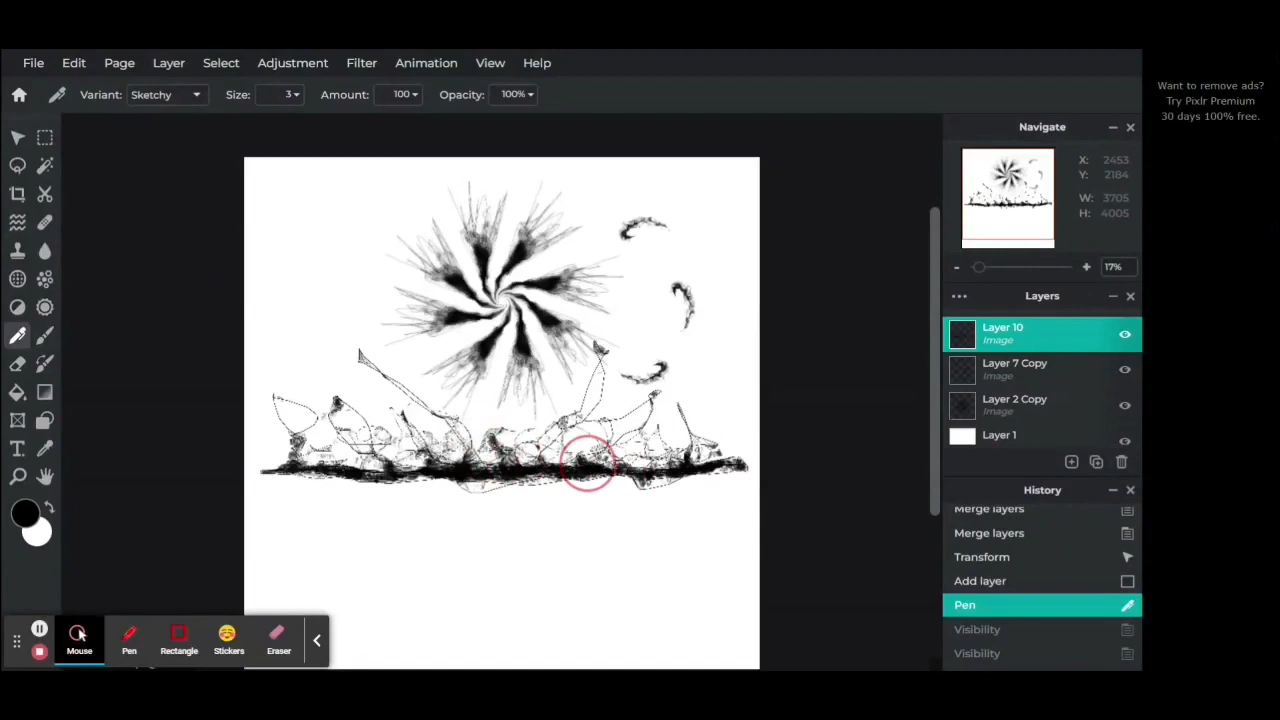 File Edit Page Layer Select Adjustment Filter Animation View Help
Variant: Sketchy Size: 3 Amount: 100 Opacity: 100%
Want to remove ads?
Try Pixlr Premium
30 days 100% free.
Navigate
X: 2453
Y: 2184
W: 3705
H: 4005
- + 17%
Layers
Layer 10
Image
Layer 7 Copy
Image
Layer 2 Copy
Image
Layer 1
History
Merge layers
Merge layers
Transform
Add layer
Pen
Visibility
Visibility
Mouse Pen Rectangle Stickers Eraser